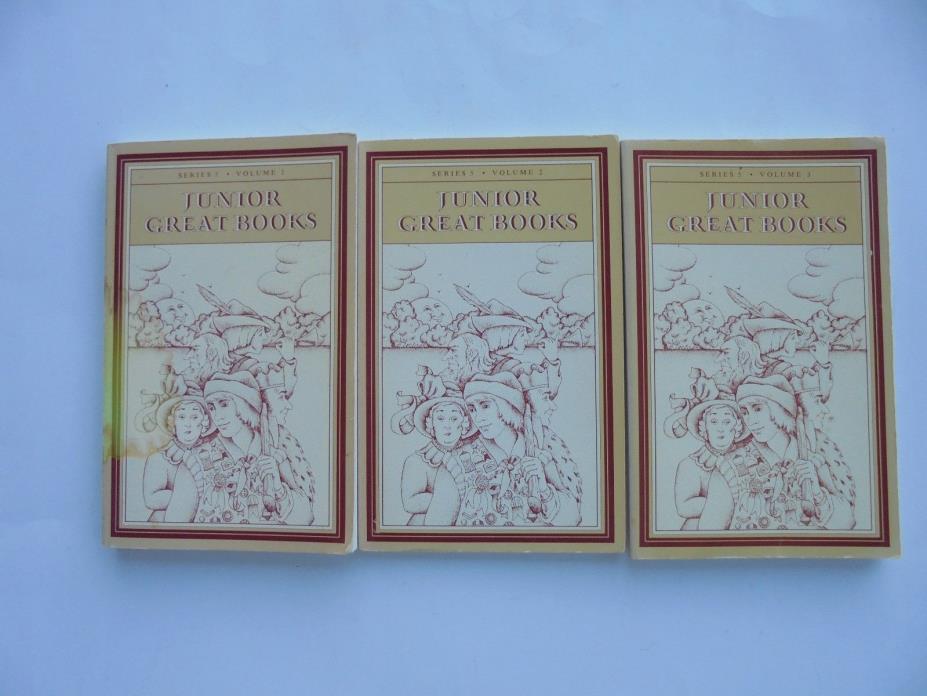 SERIES 5 • VOLUME 1
JUNIOR
GREAT BOOKS
SERIES 5 • VOLUME 2
JUNIOR
GREAT BOOKS
SERIES 5 • VOLUME 3
JUNIOR
GREAT BOOKS